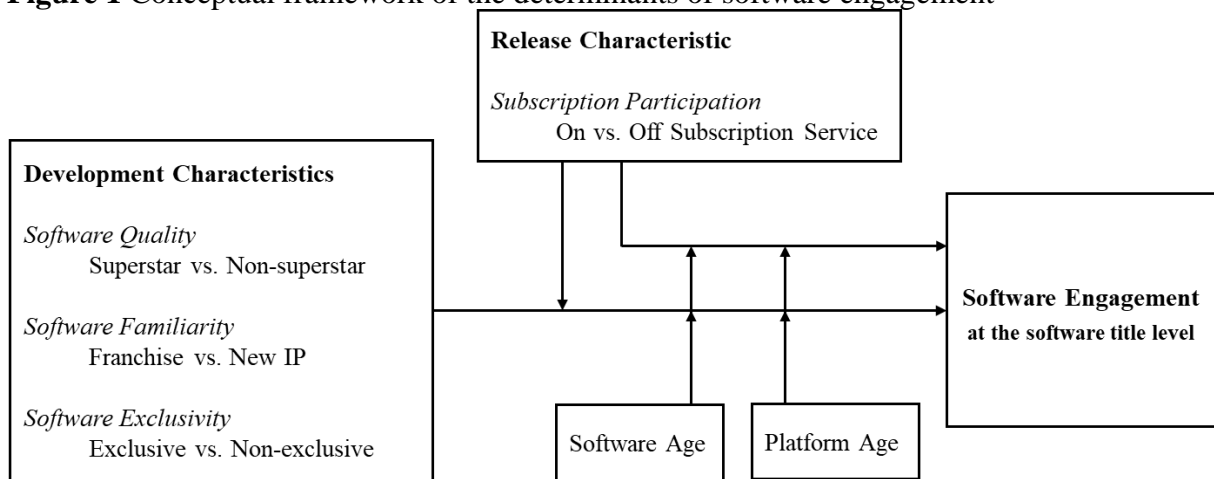 Figure 1 Conceptual framework of the determinants of software engagement
Release Characteristic
Subscription Participation
On vs. Off Subscription Service
Development Characteristics
Software Quality
Superstar vs. Non-superstar
Software Familiarity
Franchise vs. New IP
Software Exclusivity
Exclusive vs. Non-exclusive
Software Age
Platform Age
Software Engagement
at the software title level